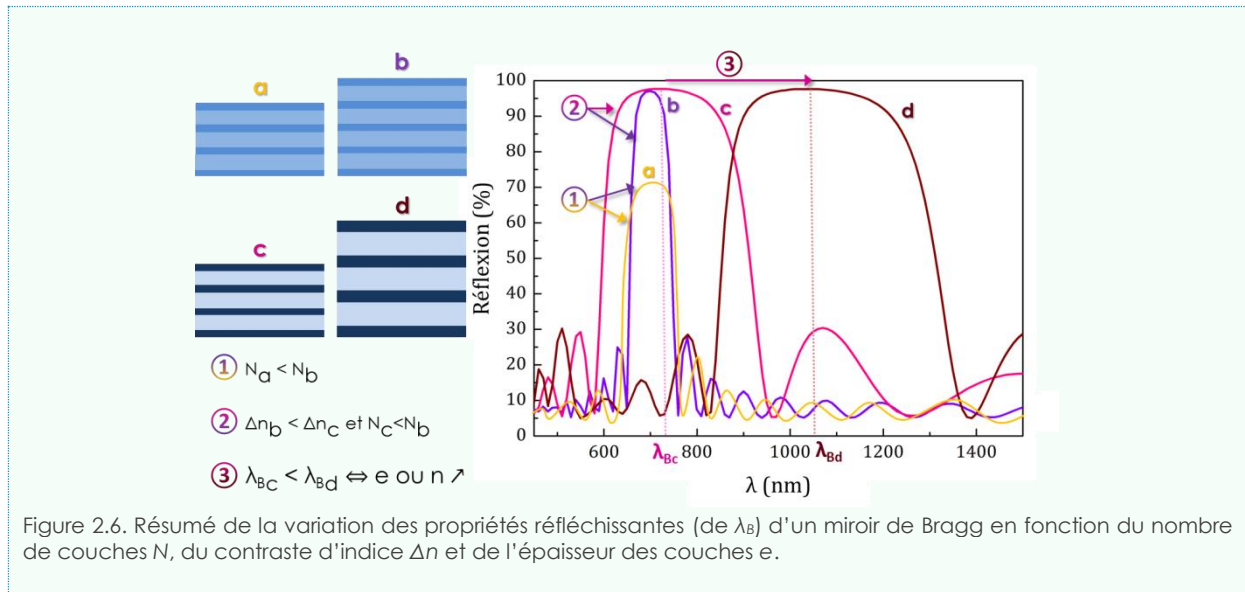 a
b
c
d
① Na < Nb
② Δnb < Δnc et Nc<Nb
③ λBc < λBd ⇔ e ou n ↗
Réflexion (%)
100
90
80
70
60
50
40
30
20
10
0
③
②
①
a
b
c
d
600
λBc
800
1000
λBd
1200
1400
λ (nm)
Figure 2.6. Résumé de la variation des propriétés réfléchissantes (de λB) d’un miroir de Bragg en fonction du nombre
de couches N, du contraste d’indice Δn et de l’épaisseur des couches e.